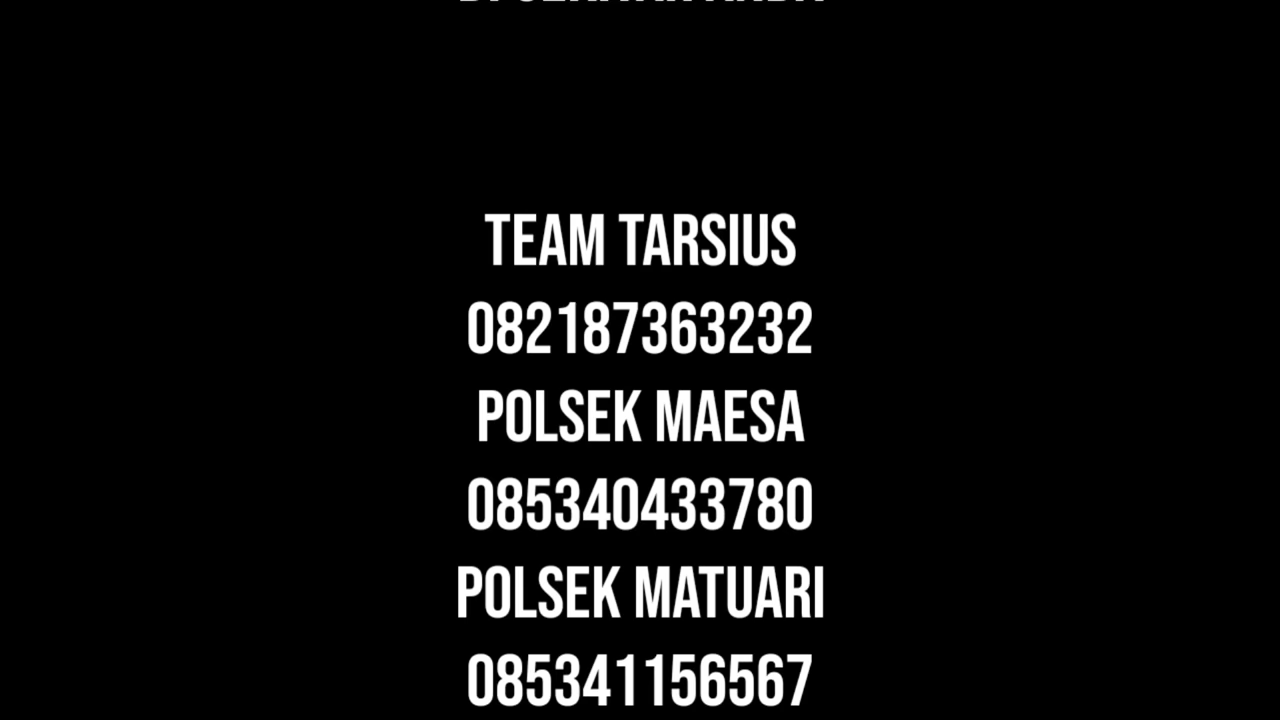 TEAM TARSIUS
082187363232
POLSEK MAESA
085340433780
POLSEK MATUARI
085341156567